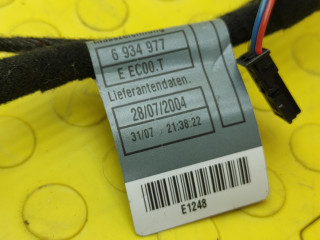 6 934 977
E EC00.T
Lieferantendaten.
28/07/2004
31/07 21:38:22
E1248